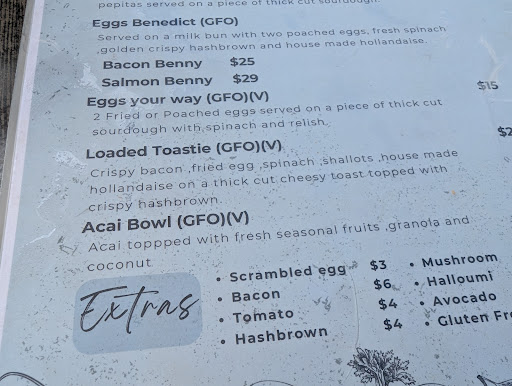 pepitas served on a piece of thick cut sourdough.
Eggs Benedict (GFO)
Served on a milk bun with two poached eggs, fresh spinach
,golden crispy hashbrown and house made hollandaise.
Bacon Benny $25
Salmon Benny $29
Eggs your way (GFO)(V) $15
2 Fried or Poached eggs served on a piece of thick cut
sourdough with spinach and relish.
Loaded Toastie (GFO)(V)
Crispy bacon ,fried egg ,spinach ,shallots ,house made
hollandaise on a thick cut cheesy toast topped with
crispy hashbrown.
Acai Bowl (GFO)(V)
Acai toppped with fresh seasonal fruits ,granola and
coconut
Extras
• Scrambled egg $3
• Bacon $6
• Tomato $4
• Hashbrown $4
• Mushroom
• Halloumi
• Avocado
• Gluten